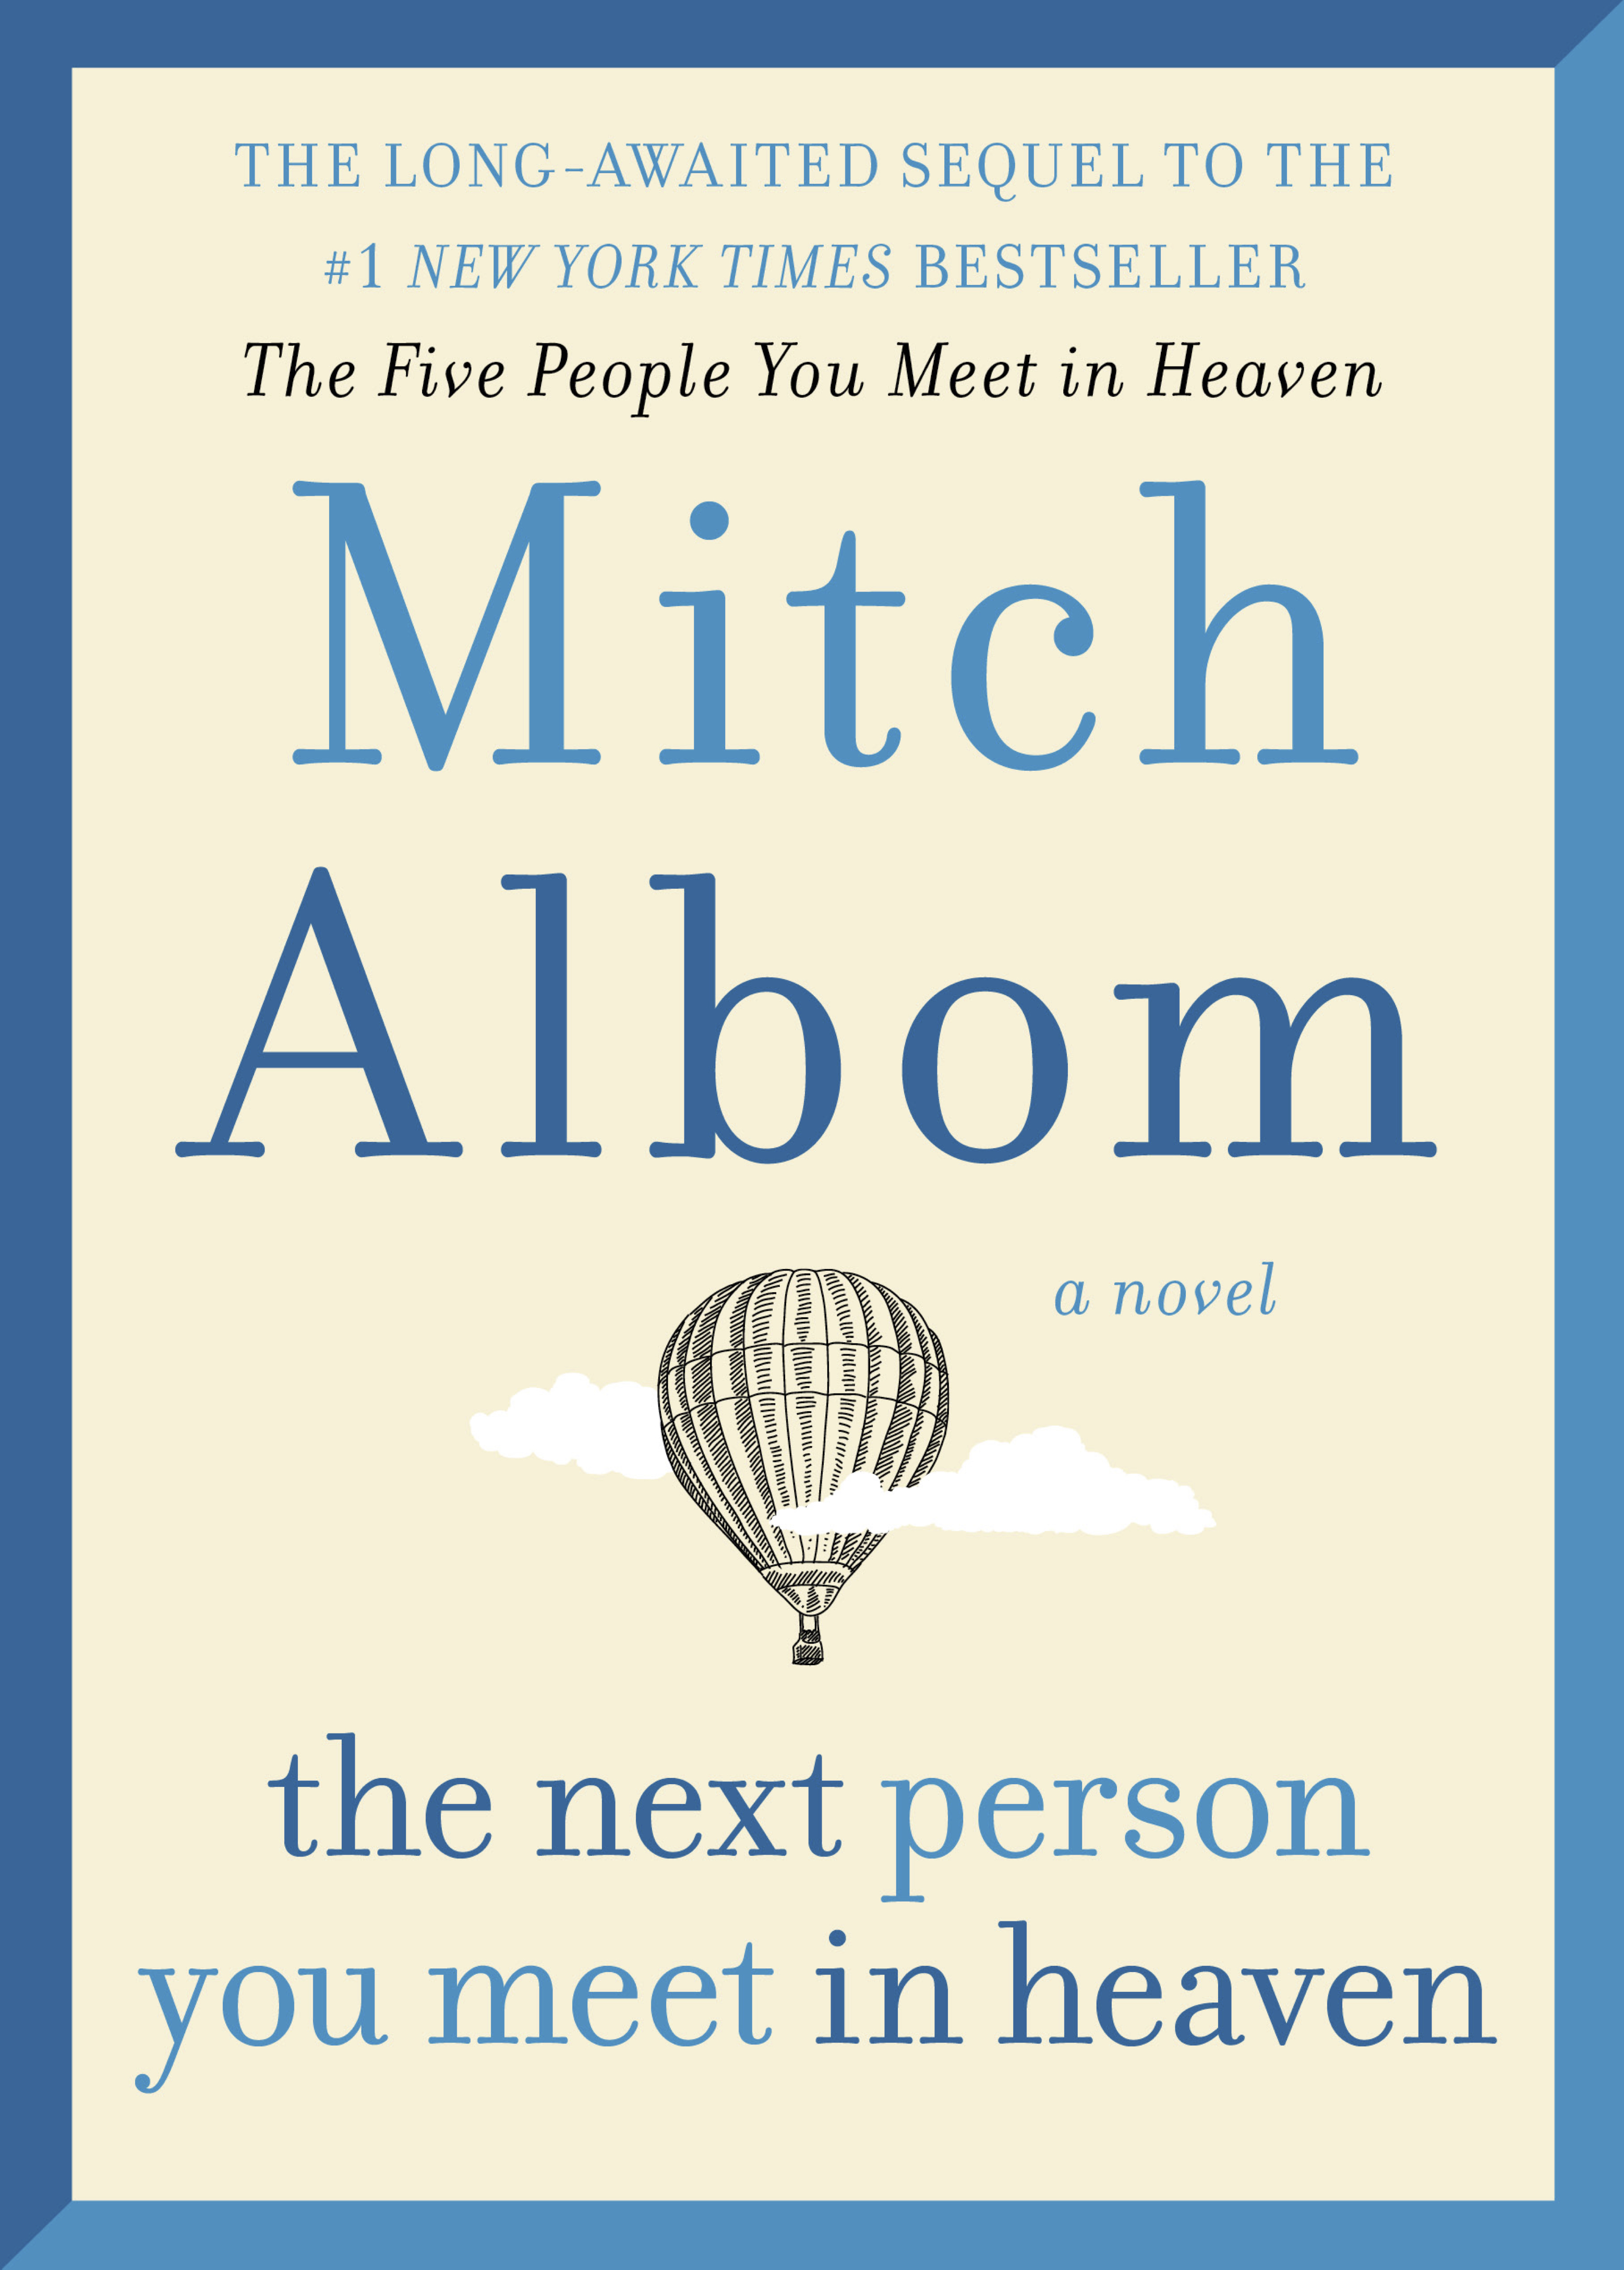 THE LONG-AWAITED SEQUEL TO THE
#1 NEW YORK TIMES BESTSELLER
The Five People You Meet in Heaven
Mitch
Albom
a novel
the next person
you meet in heaven